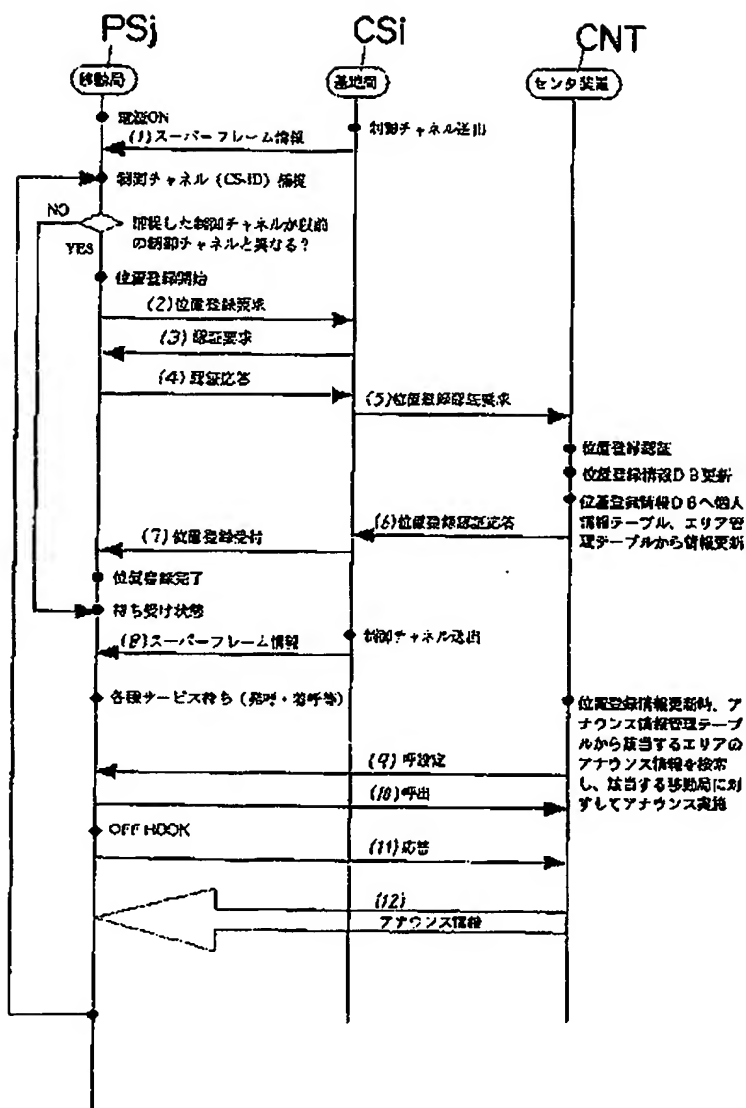 PSj
CSi
CNT
移動局
基地局
センタ装置
電源ON
制御チャネル送出
(1)スーパーフレーム情報
制御チャネル(CS-ID)捕捉
NO
捕捉した制御チャネルが以前
の制御チャネルと異なる?
YES
位置登録開始
(2)位置登録要求
(3)認証要求
(4)認証応答
(5)位置登録認証要求
位置登録認証
位置登録情報DB更新
位置登録情報DBへ個人
情報テーブル、エリア管
理テーブルから情報更新
(6)位置登録認証応答
(7)位置登録受付
位置登録完了
待ち受け状態
制御チャネル送出
(8)スーパーフレーム情報
各種サービス待ち(発呼・着呼等)
位置登録情報更新時、ア
ナウンス情報管理テーブ
ルから該当するエリアの
アナウンス情報を検索
し、該当する移動局に対
してアナウンス実施
(9)呼設定
(10)呼出
OFF HOOK
(11)応答
(12)
アナウンス情報